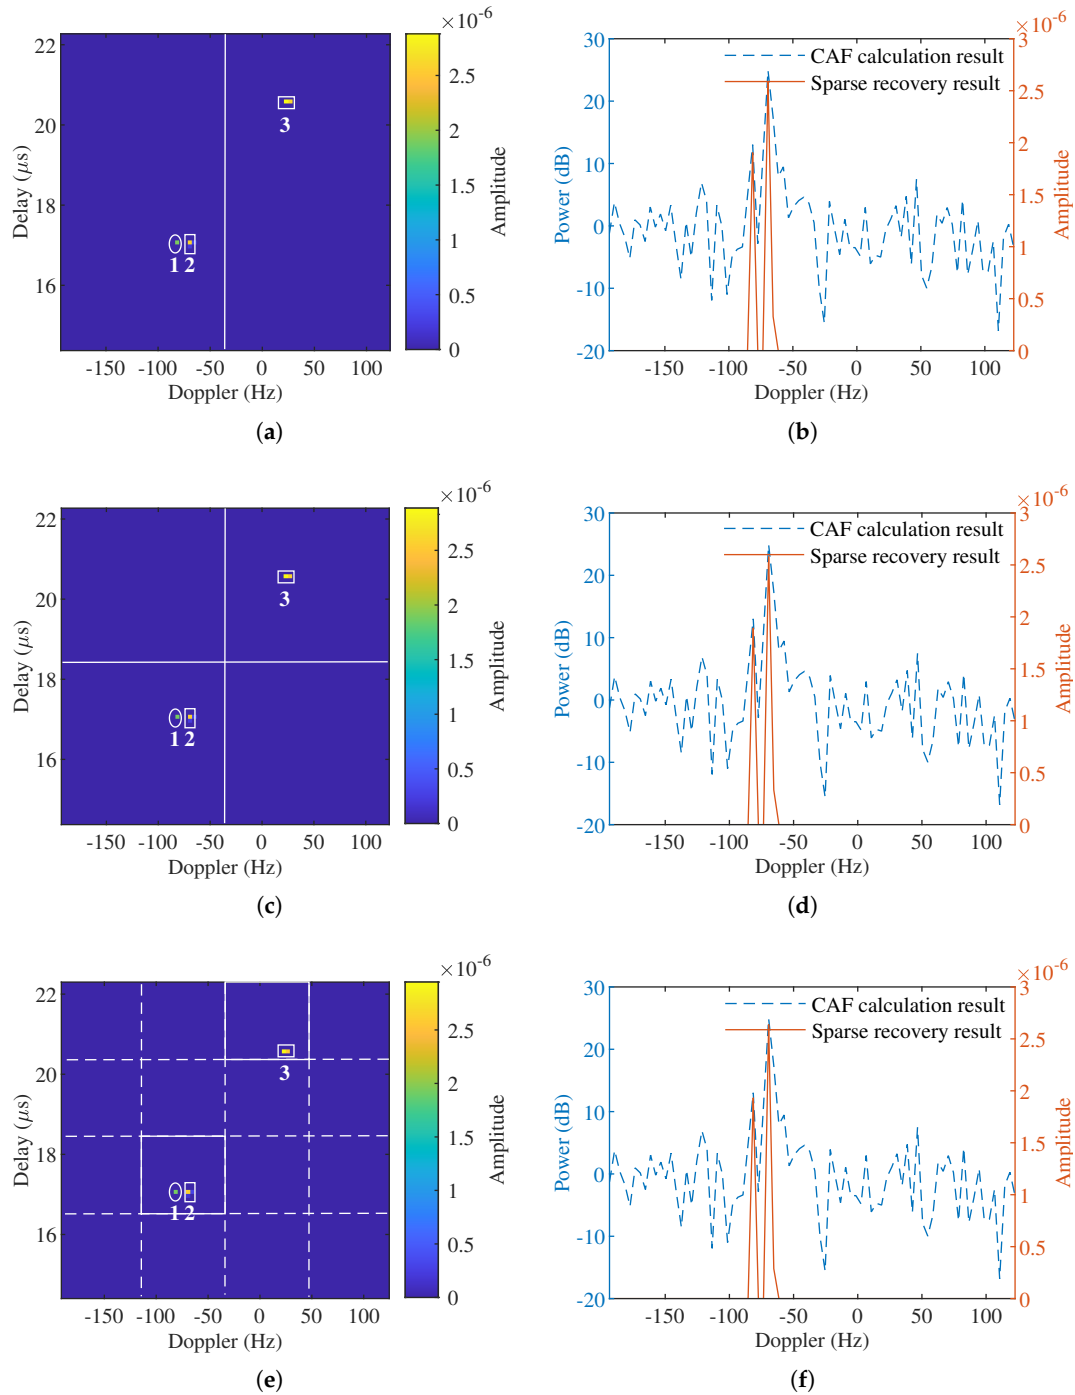 ×10-6
22
20
18
16
Delay (μs)
3
1 2
-150 -100 -50 0 50 100
Doppler (Hz)
2.5
2
1.5
1
0.5
0
Amplitude
(a)
×10-6
30
20
10
0
-10
-20
Power (dB)
CAF calculation result
Sparse recovery result
-150 -100 -50 0 50 100
Doppler (Hz)
3
2.5
2
1.5
1
0.5
0
Amplitude
(b)
×10-6
22
20
18
16
Delay (μs)
3
1 2
-150 -100 -50 0 50 100
Doppler (Hz)
2.5
2
1.5
1
0.5
0
Amplitude
(c)
×10-6
30
20
10
0
-10
-20
Power (dB)
CAF calculation result
Sparse recovery result
-150 -100 -50 0 50 100
Doppler (Hz)
3
2.5
2
1.5
1
0.5
0
Amplitude
(d)
×10-6
22
20
18
16
Delay (μs)
3
1 2
-150 -100 -50 0 50 100
Doppler (Hz)
2.5
2
1.5
1
0.5
0
Amplitude
(e)
×10-6
30
20
10
0
-10
-20
Power (dB)
CAF calculation result
Sparse recovery result
-150 -100 -50 0 50 100
Doppler (Hz)
3
2.5
2
1.5
1
0.5
0
Amplitude
(f)